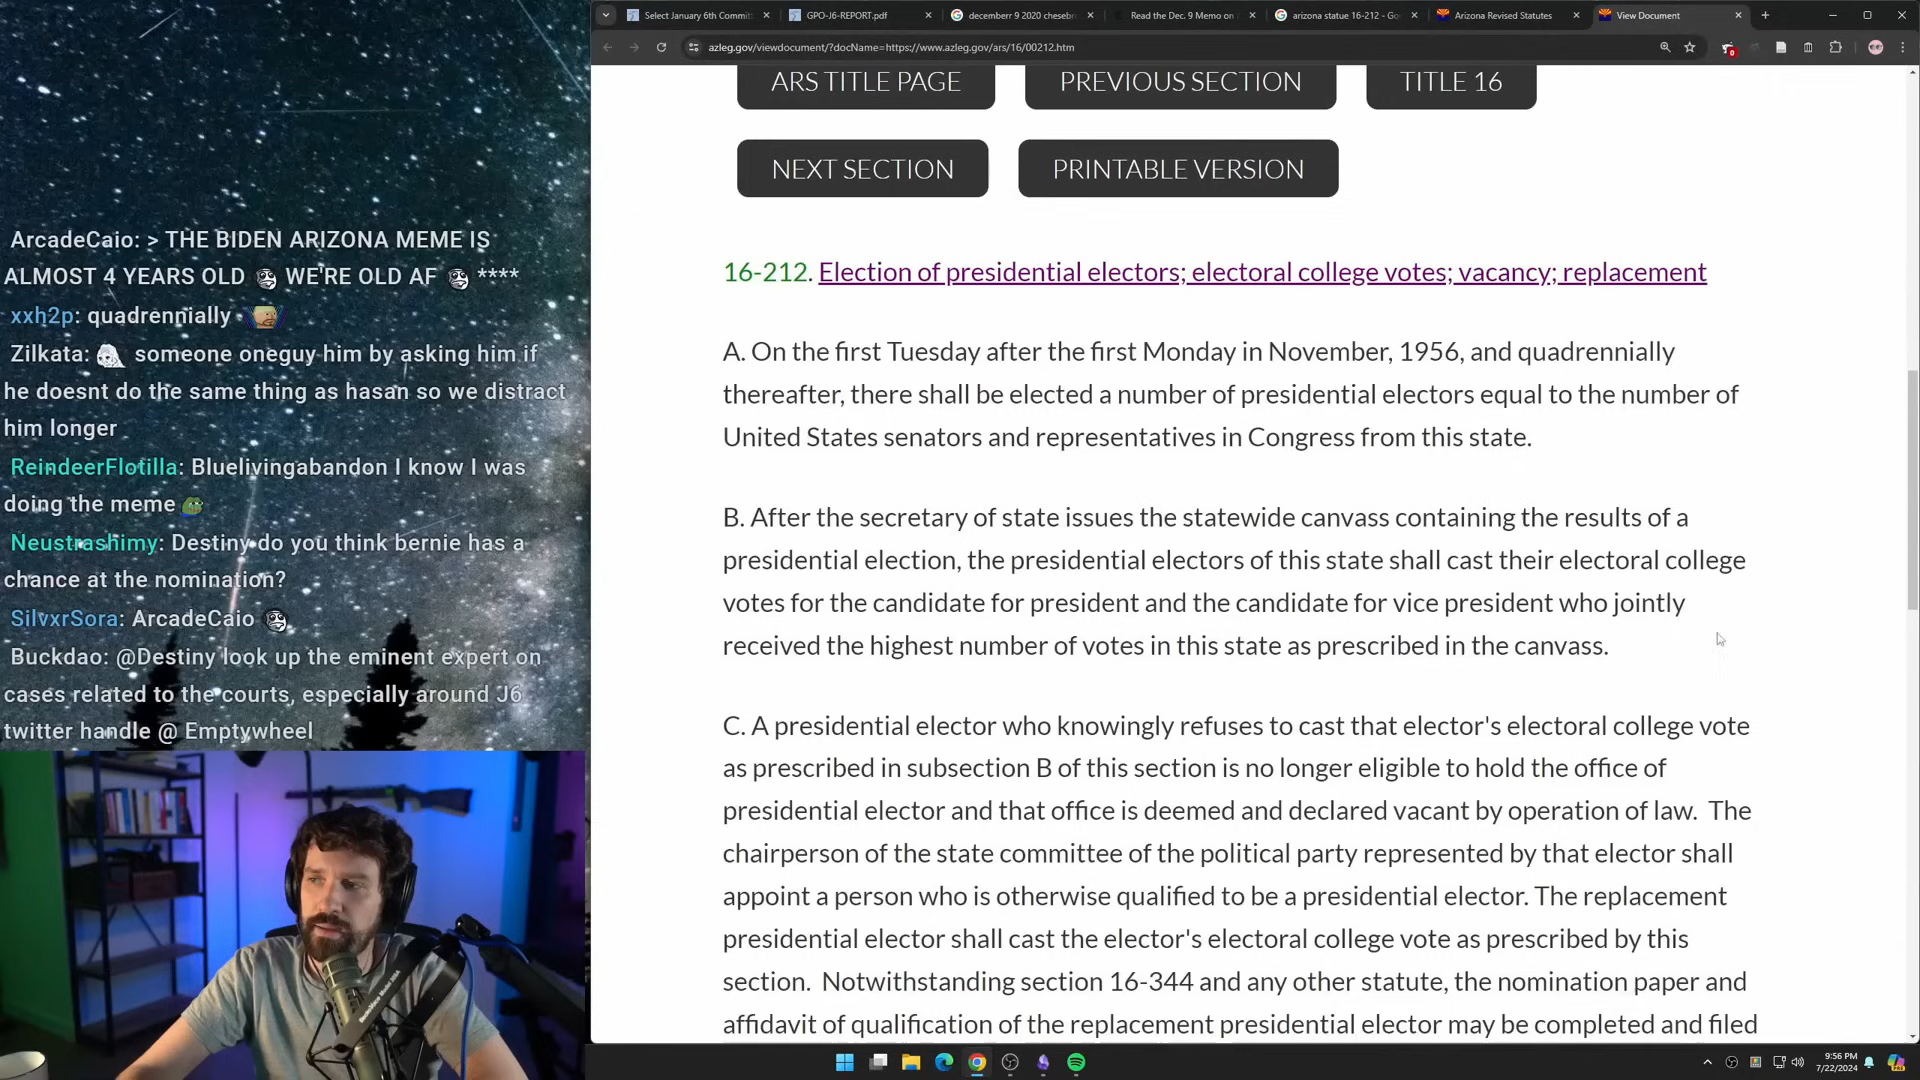 Select January 6th Committ
GPO-J6-REPORT.pdf
decemberr 9 2020 chesebr
Read the Dec. 9 Memo on
arizona statue 16-212 - Go
Arizona Revised Statutes
View Document
azleg.gov/viewdocument/?docName=https://www.azleg.gov/ars/16/00212.htm
0
ArcadeCaio: > THE BIDEN ARIZONA MEME IS
ALMOST 4 YEARS OLD WE'RE OLD AF ****
xxh2p: quadrennially
Zilkata: someone oneguy him by asking him if
he doesnt do the same thing as hasan so we distract
him longer
ReindeerFlotilla: Bluelivingabandon I know I was
doing the meme
Neustrashimy: Destiny do you think bernie has a
chance at the nomination?
SilvxrSora: ArcadeCaio
Buckdao: @Destiny look up the eminent expert on
cases related to the courts, especially around J6
twitter handle @ Emptywheel
ARS TITLE PAGE
PREVIOUS SECTION
TITLE 16
NEXT SECTION
PRINTABLE VERSION
16-212. Election of presidential electors; electoral college votes; vacancy; replacement
A. On the first Tuesday after the first Monday in November, 1956, and quadrennially
thereafter, there shall be elected a number of presidential electors equal to the number of
United States senators and representatives in Congress from this state.
B. After the secretary of state issues the statewide canvass containing the results of a
presidential election, the presidential electors of this state shall cast their electoral college
votes for the candidate for president and the candidate for vice president who jointly
received the highest number of votes in this state as prescribed in the canvass.
C. A presidential elector who knowingly refuses to cast that elector's electoral college vote
as prescribed in subsection B of this section is no longer eligible to hold the office of
presidential elector and that office is deemed and declared vacant by operation of law. The
chairperson of the state committee of the political party represented by that elector shall
appoint a person who is otherwise qualified to be a presidential elector. The replacement
presidential elector shall cast the elector's electoral college vote as prescribed by this
section. Notwithstanding section 16-344 and any other statute, the nomination paper and
affidavit of qualification of the replacement presidential elector may be completed and filed
9:56 PM
7/22/2024